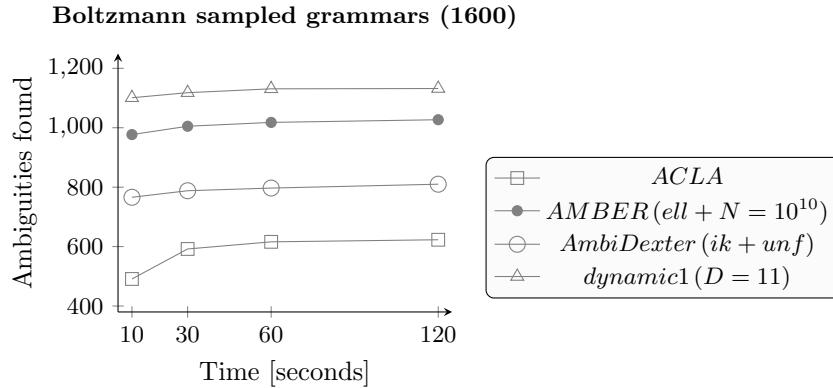 Boltzmann sampled grammars (1600)
Ambiguities found
1,200
1,000
800
600
400
10 30 60 120
Time [seconds]
ACLA
AMBER (ell + N = 10^{10})
AmbiDexter (ik + unf)
dynamic1 (D = 11)